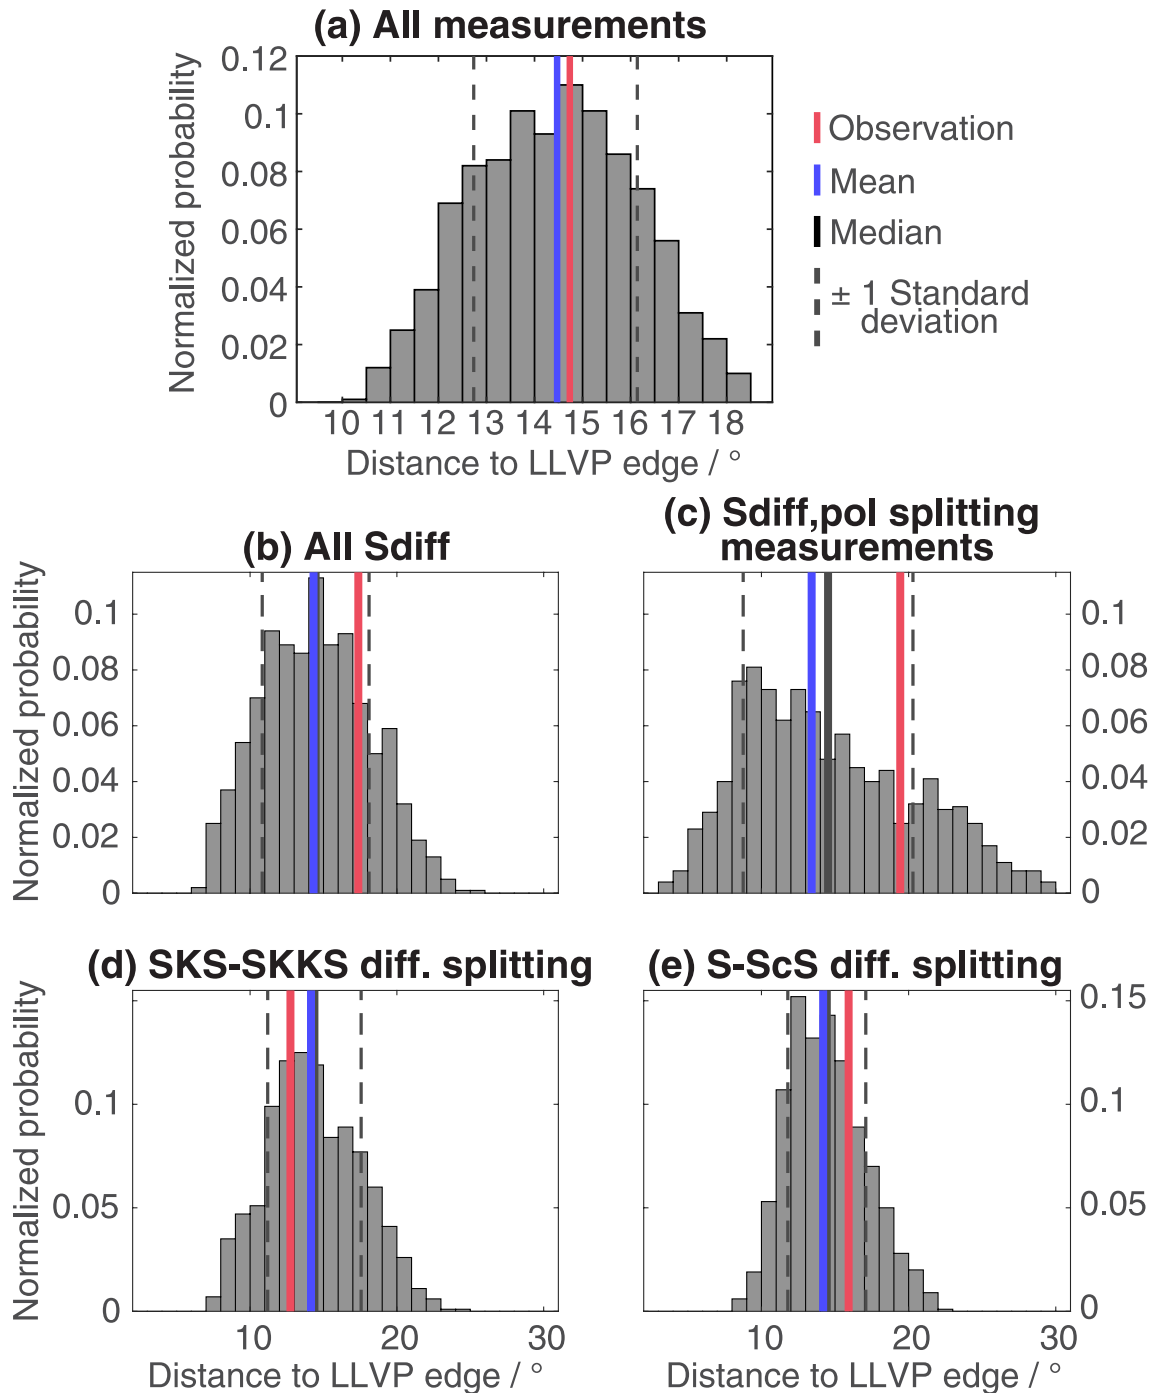 (a) All measurements
Normalized probability
0.12
0.1
0.08
0.06
0.04
0.02
0
10 11 12 13 14 15 16 17 18
Distance to LLVP edge / °
Observation
Mean
Median
± 1 Standard
deviation
(b) All Sdiff
Normalized probability
0.1
0.08
0.06
0.04
0.02
0
(c) Sdiff,pol splitting
measurements
0.1
0.08
0.06
0.04
0.02
0
(d) SKS-SKKS diff. splitting
Normalized probability
0.1
0.05
0
10 20 30
Distance to LLVP edge / °
(e) S-ScS diff. splitting
0.15
0.1
0.05
0
10 20 30
Distance to LLVP edge / °